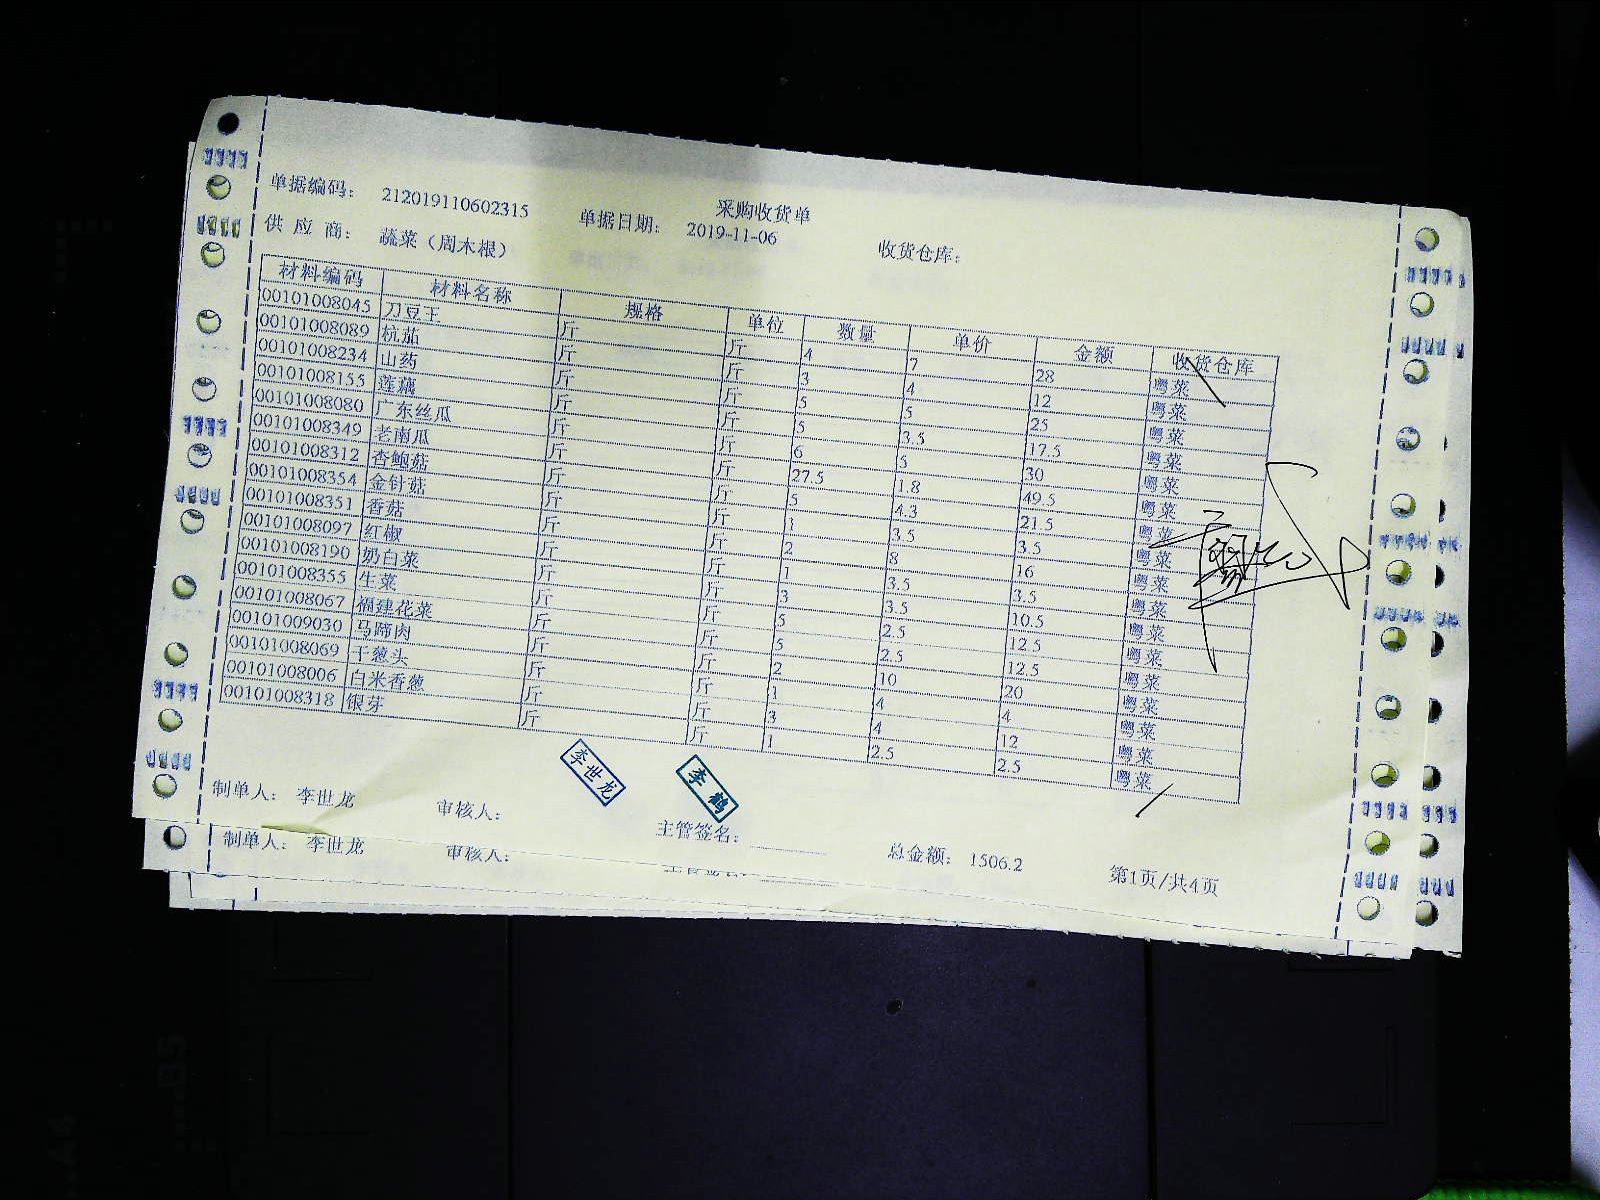 采购收货单
单据编码： 212019110602315 单据日期： 2019-11-06 收货仓库：
供 应 商： 蔬菜（周木根）
材料编码 材料名称 规格 单位 数量 单价 金额 收货仓库
00101008045 刀豆王 斤 斤 4 7 28 粤菜
00101008089 杭茄 斤 斤 3 4 12 粤菜
00101008234 山药 斤 斤 5 5 25 粤菜
00101008155 莲藕 斤 斤 5 3.5 17.5 粤菜
00101008080 广东丝瓜 斤 斤 6 5 30 粤菜
00101008349 老南瓜 斤 斤 27.5 1.8 49.5 粤菜
00101008312 杏鲍菇 斤 斤 5 4.3 21.5 粤菜
00101008354 金针菇 斤 斤 1 3.5 3.5 粤菜
00101008351 香菇 斤 斤 2 8 16 粤菜
00101008097 红椒 斤 斤 1 3.5 3.5 粤菜
00101008190 奶白菜 斤 斤 3 3.5 10.5 粤菜
00101008355 生菜 斤 斤 5 2.5 12.5 粤菜
00101008067 福建花菜 斤 斤 5 2.5 12.5 粤菜
00101009030 马蹄肉 斤 斤 2 10 20 粤菜
00101008069 干葱头 斤 斤 1 4 4 粤菜
00101008006 白米香葱 斤 斤 3 4 12 粤菜
00101008318 银芽 斤 斤 1 2.5 2.5 粤菜
李世龙 李鹤
制单人： 李世龙 审核人： 主管签名： 总金额： 1506.2 第1页/共4页
制单人： 李世龙 审核人：